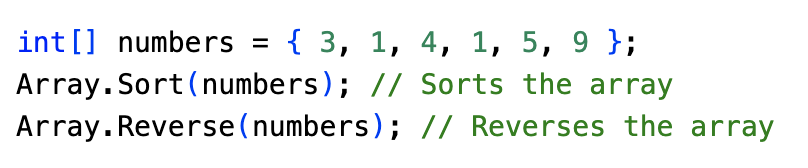 int[] numbers = { 3, 1, 4, 1, 5, 9 };
Array.Sort(numbers); // Sorts the array
Array.Reverse(numbers); // Reverses the array